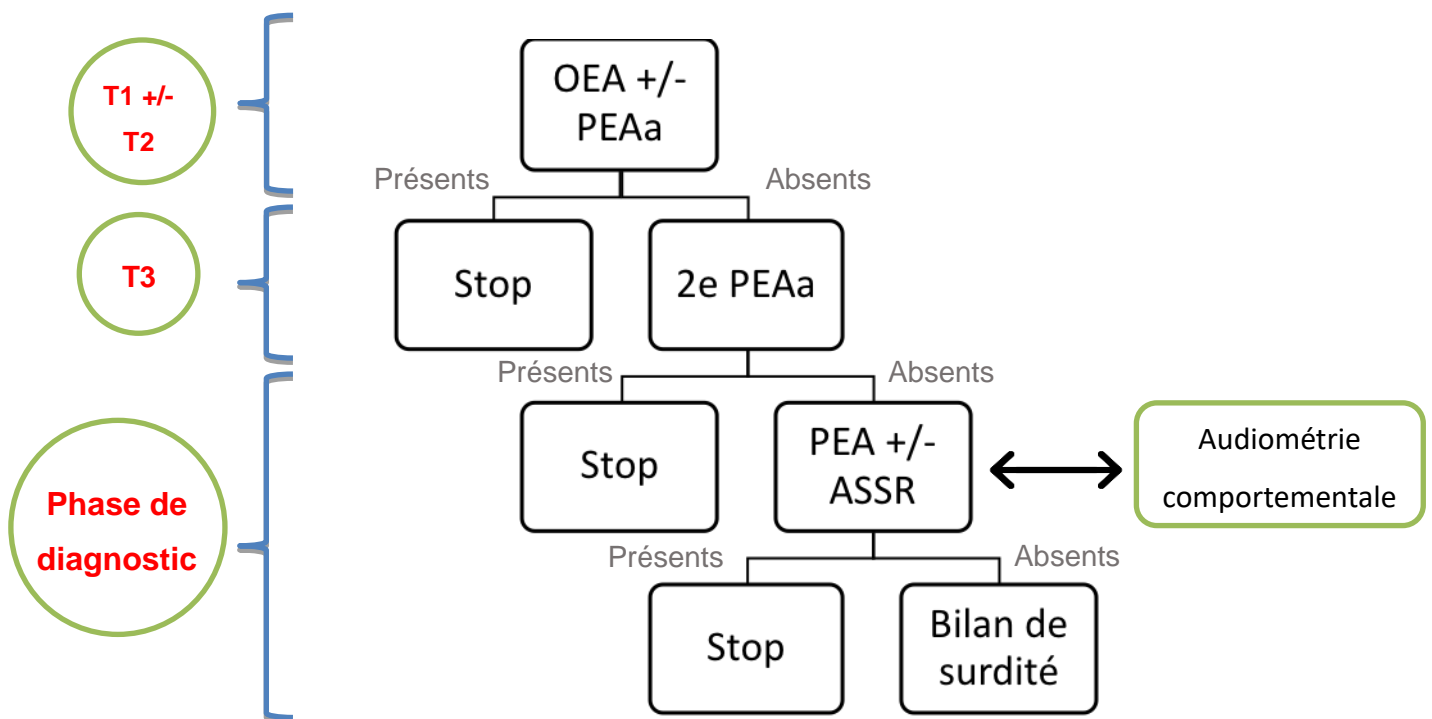 T1 +/-
T2
OEA +/-
PEAa
Présents
Absents
T3
Stop
2e PEAa
Présents
Absents
Phase de
diagnostic
Stop
PEA +/-
ASSR
Audiométrie
comportementale
Présents
Absents
Stop
Bilan de
surdité